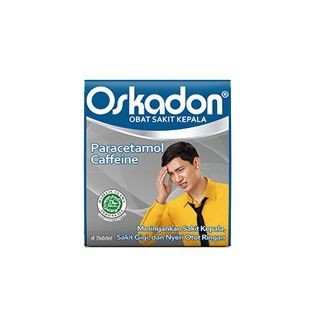 Oskadon®
OBAT SAKIT KEPALA
Paracetamol
Caffeine
Meringankan Sakit Kepala,
Sakit Gigi, dan Nyeri Otot Ringan
4 Tablet